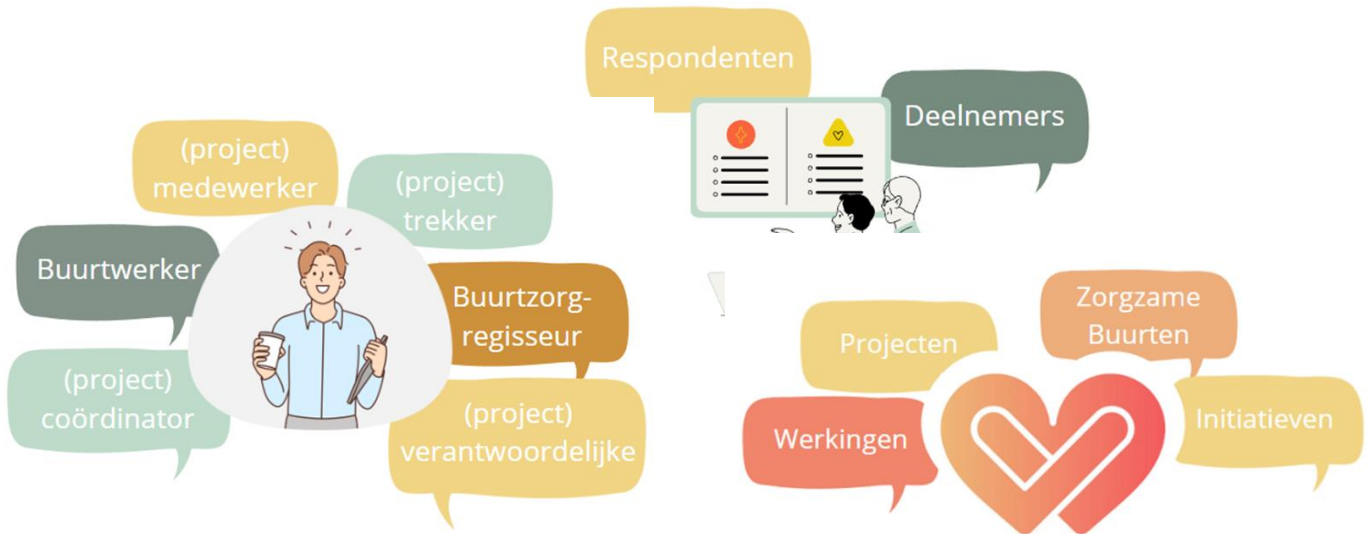 Respondenten
Deelnemers
(project)
medewerker
(project)
trekker
Buurtwerker
Buurtzorg-
regisseur
(project)
coördinator
(project)
verantwoordelijke
Zorgzame
Buurten
Projecten
Initiatieven
Werkingen